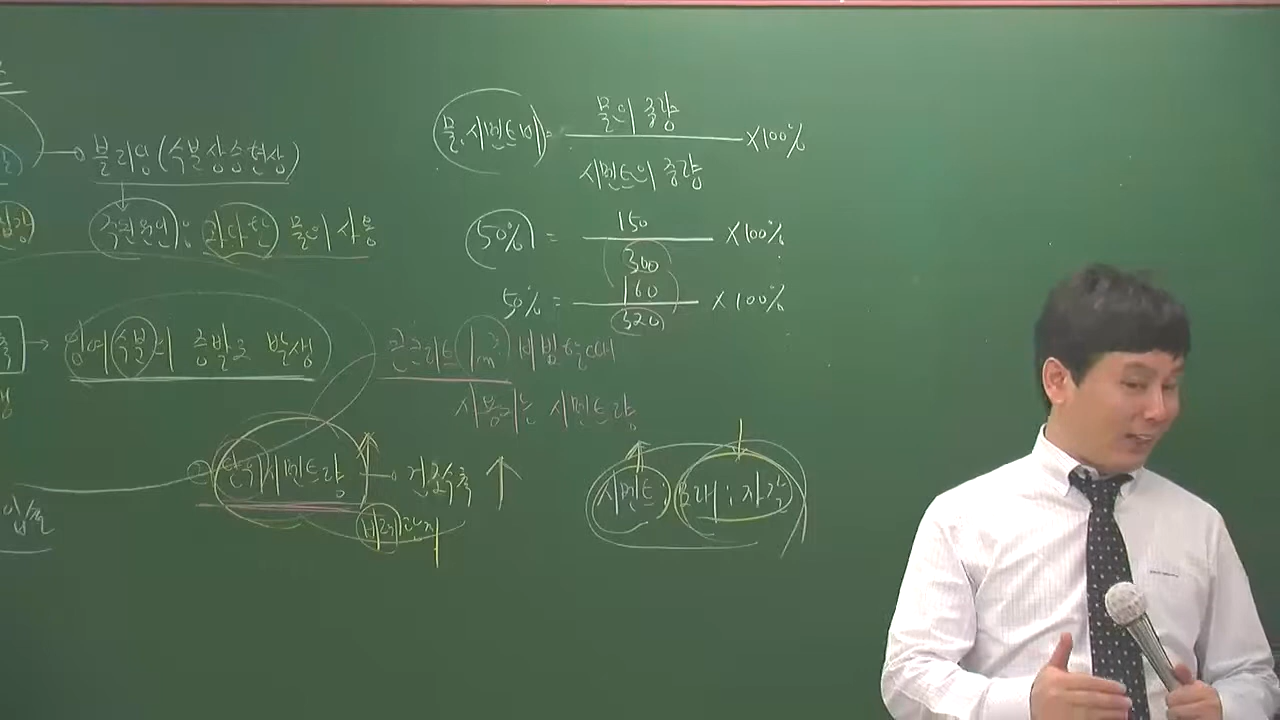 블리딩(수분상승현상)
주된원인은 과다한 물의 사용
잉여수분의 증발로 발생
단위시멘트량 → 건조수축 ↑
비례한다
물.시멘트비 = 물의 중량 / 시멘트의 중량 ×100%
50% = 150 / 300 ×100%
50% = 160 / 320 ×100%
콘크리트 1m³ 비빔할때
사용하는 시멘트량
시멘트 모래, 자갈